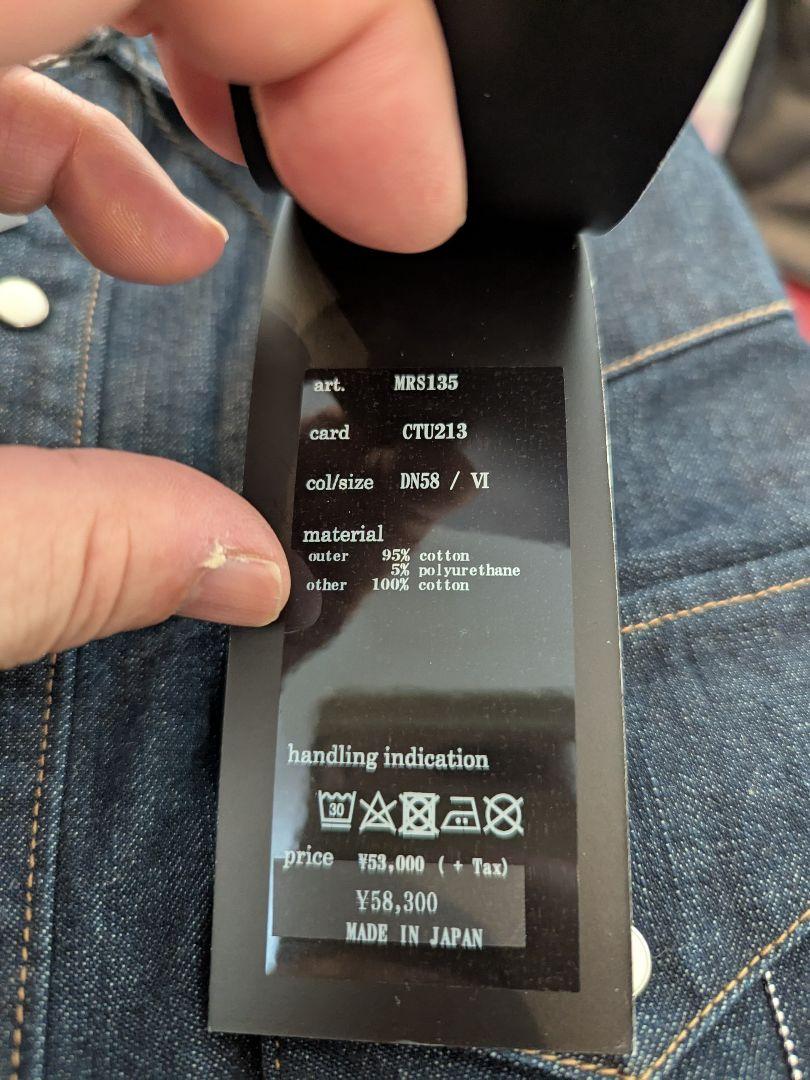 art. MRS135
card CTU213
col/size DN58 / Ⅵ
material
outer 95% cotton
5% polyurethane
other 100% cotton
handling indication
30
price ¥53,000 ( + Tax)
¥58,300
MADE IN JAPAN